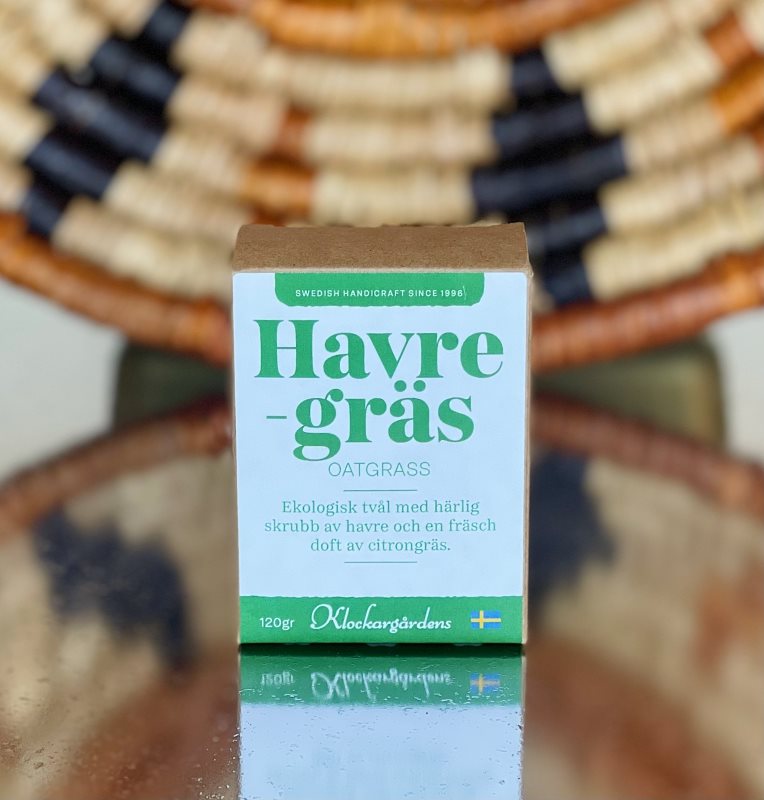 SWEDISH HANDICRAFT SINCE 1996
Havre
-gräs
OATGRASS
Ekologisk tvål med härlig
skrubb av havre och en fräsch
doft av citrongräs.
120gr Klockargårdens